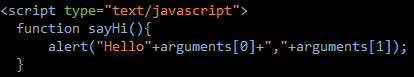 <script type="text/javascript">
  function sayHi(){
      alert("Hello"+arguments[0]+","+arguments[1]);
  }